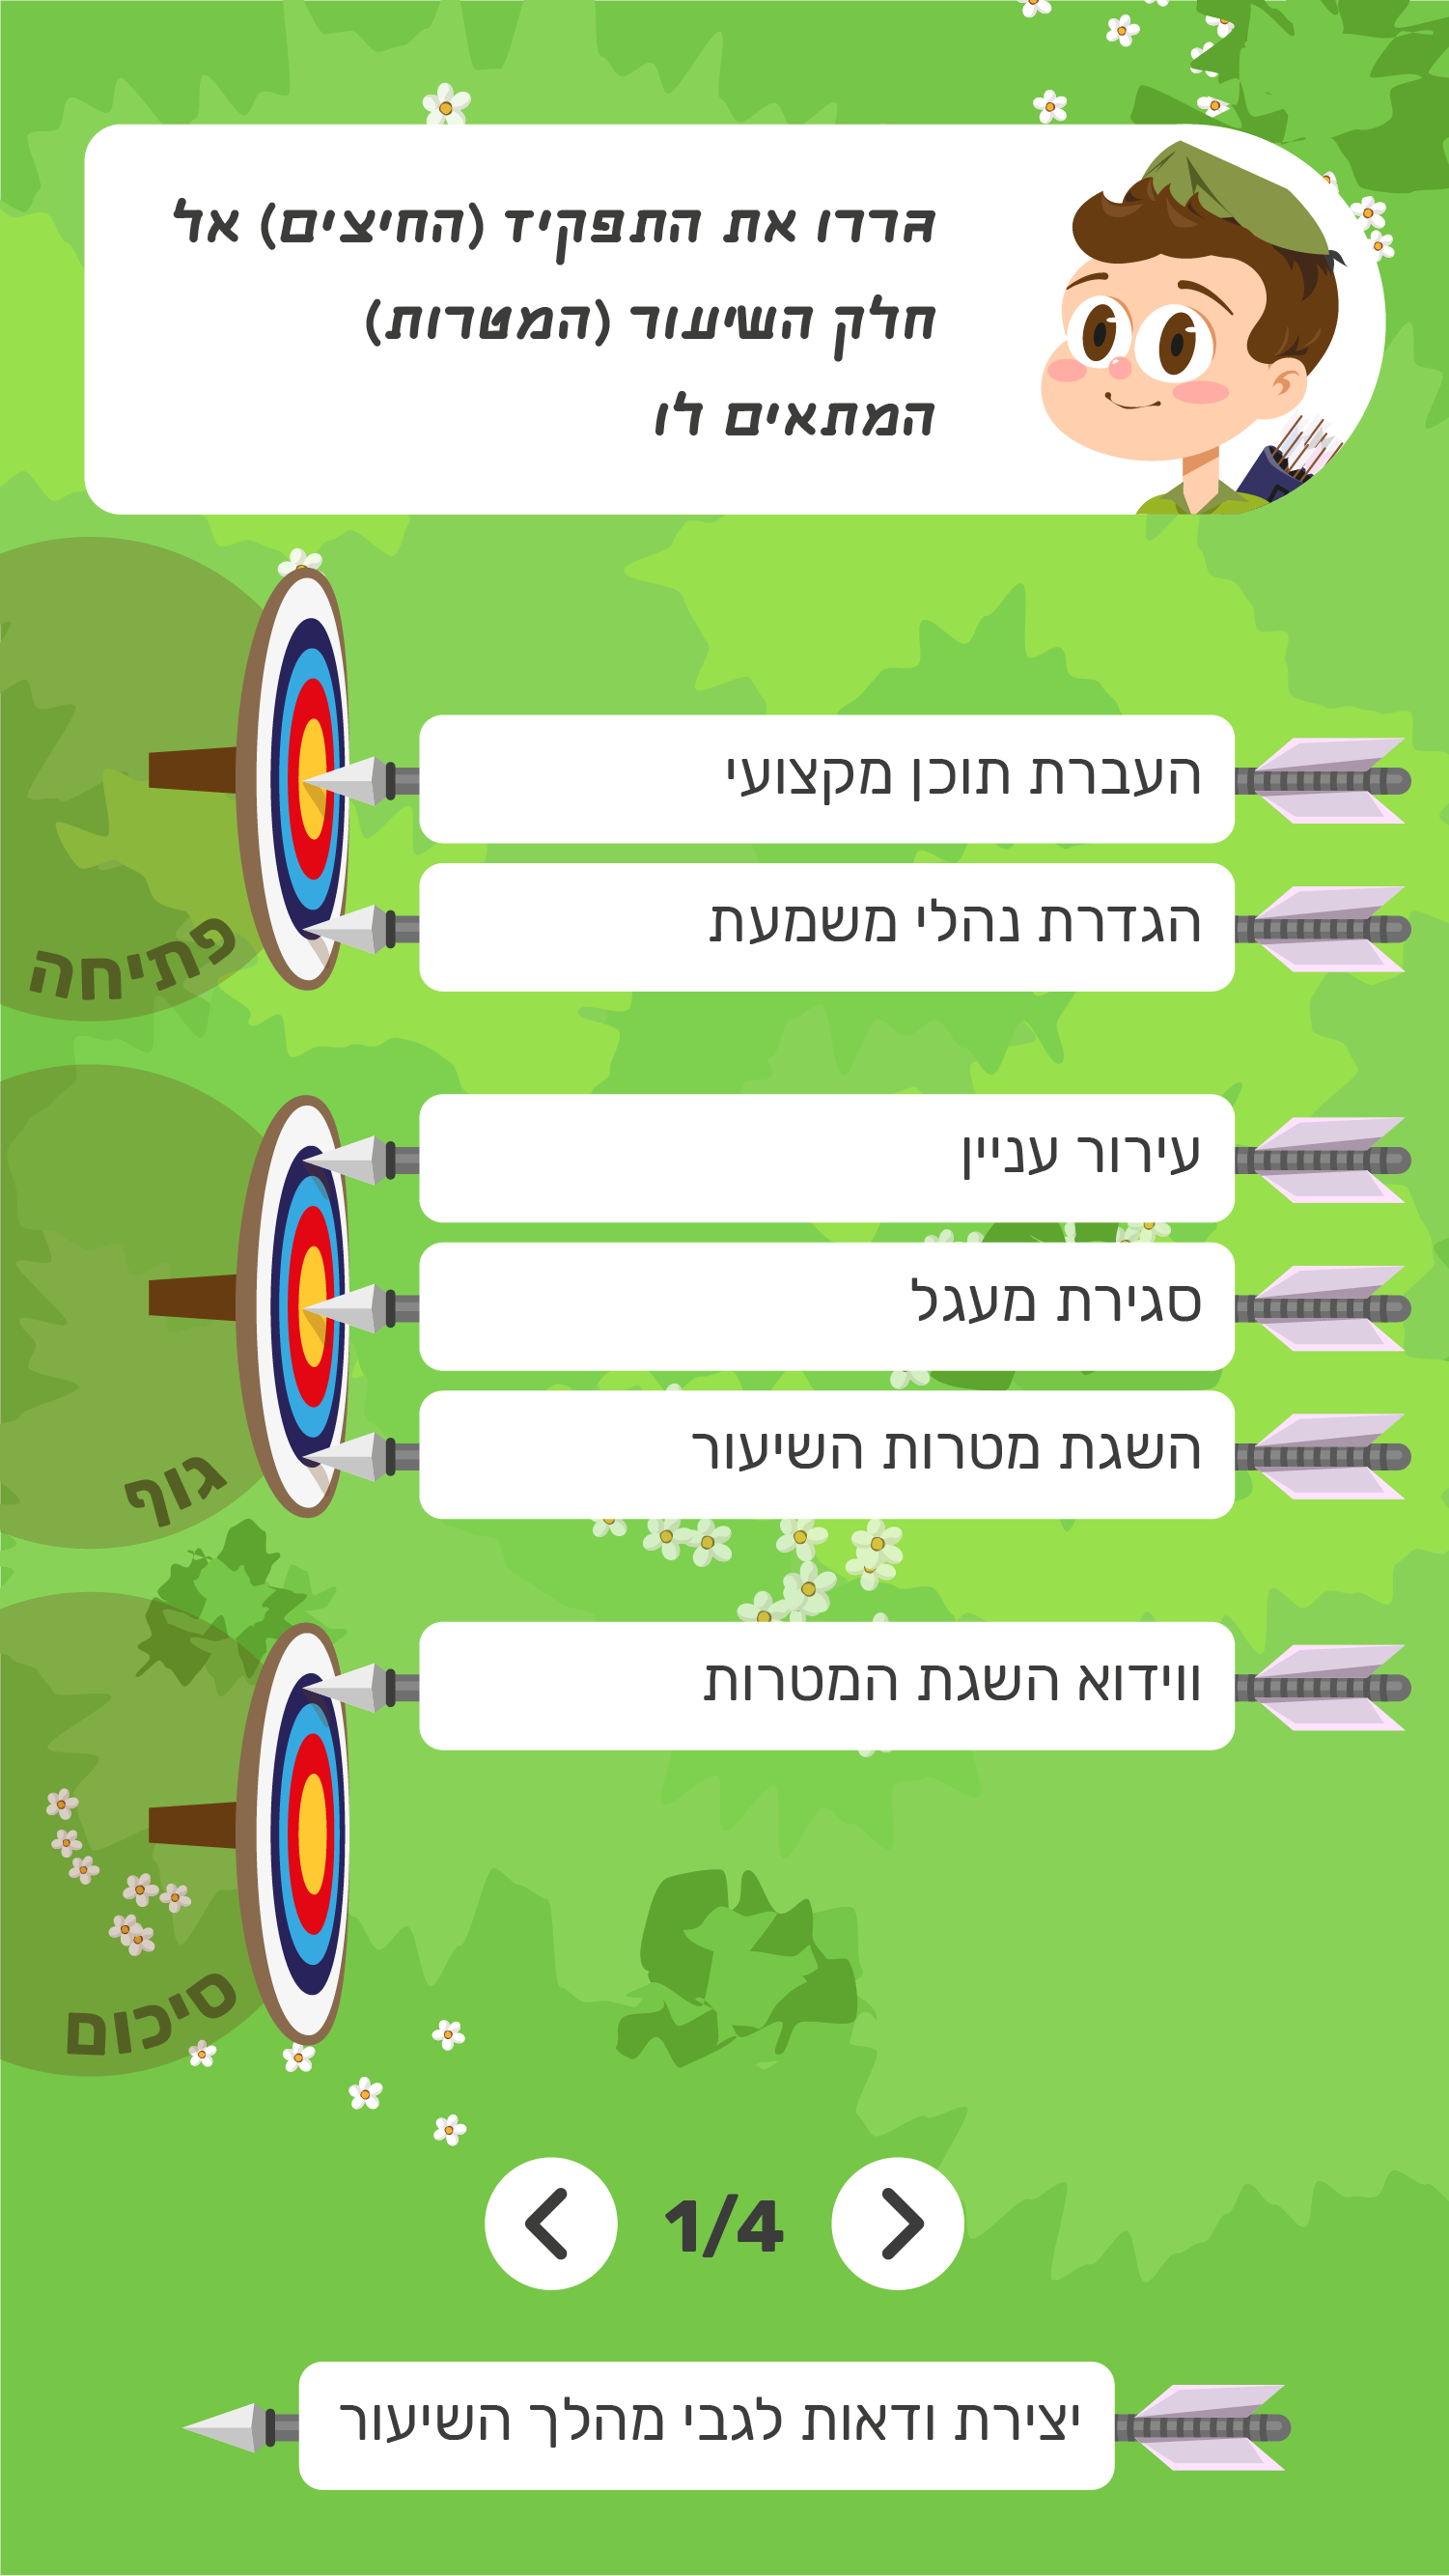 גררו את התפקיד (החיצים) אל
חלק השיעור (המטרות)
המתאים לו
העברת תוכן מקצועי
הגדרת נהלי משמעת
פתיחה
עירור עניין
סגירת מעגל
השגת מטרות השיעור
גוף
ווידוא השגת המטרות
סיכום
1/4
יצירת ודאות לגבי מהלך השיעור